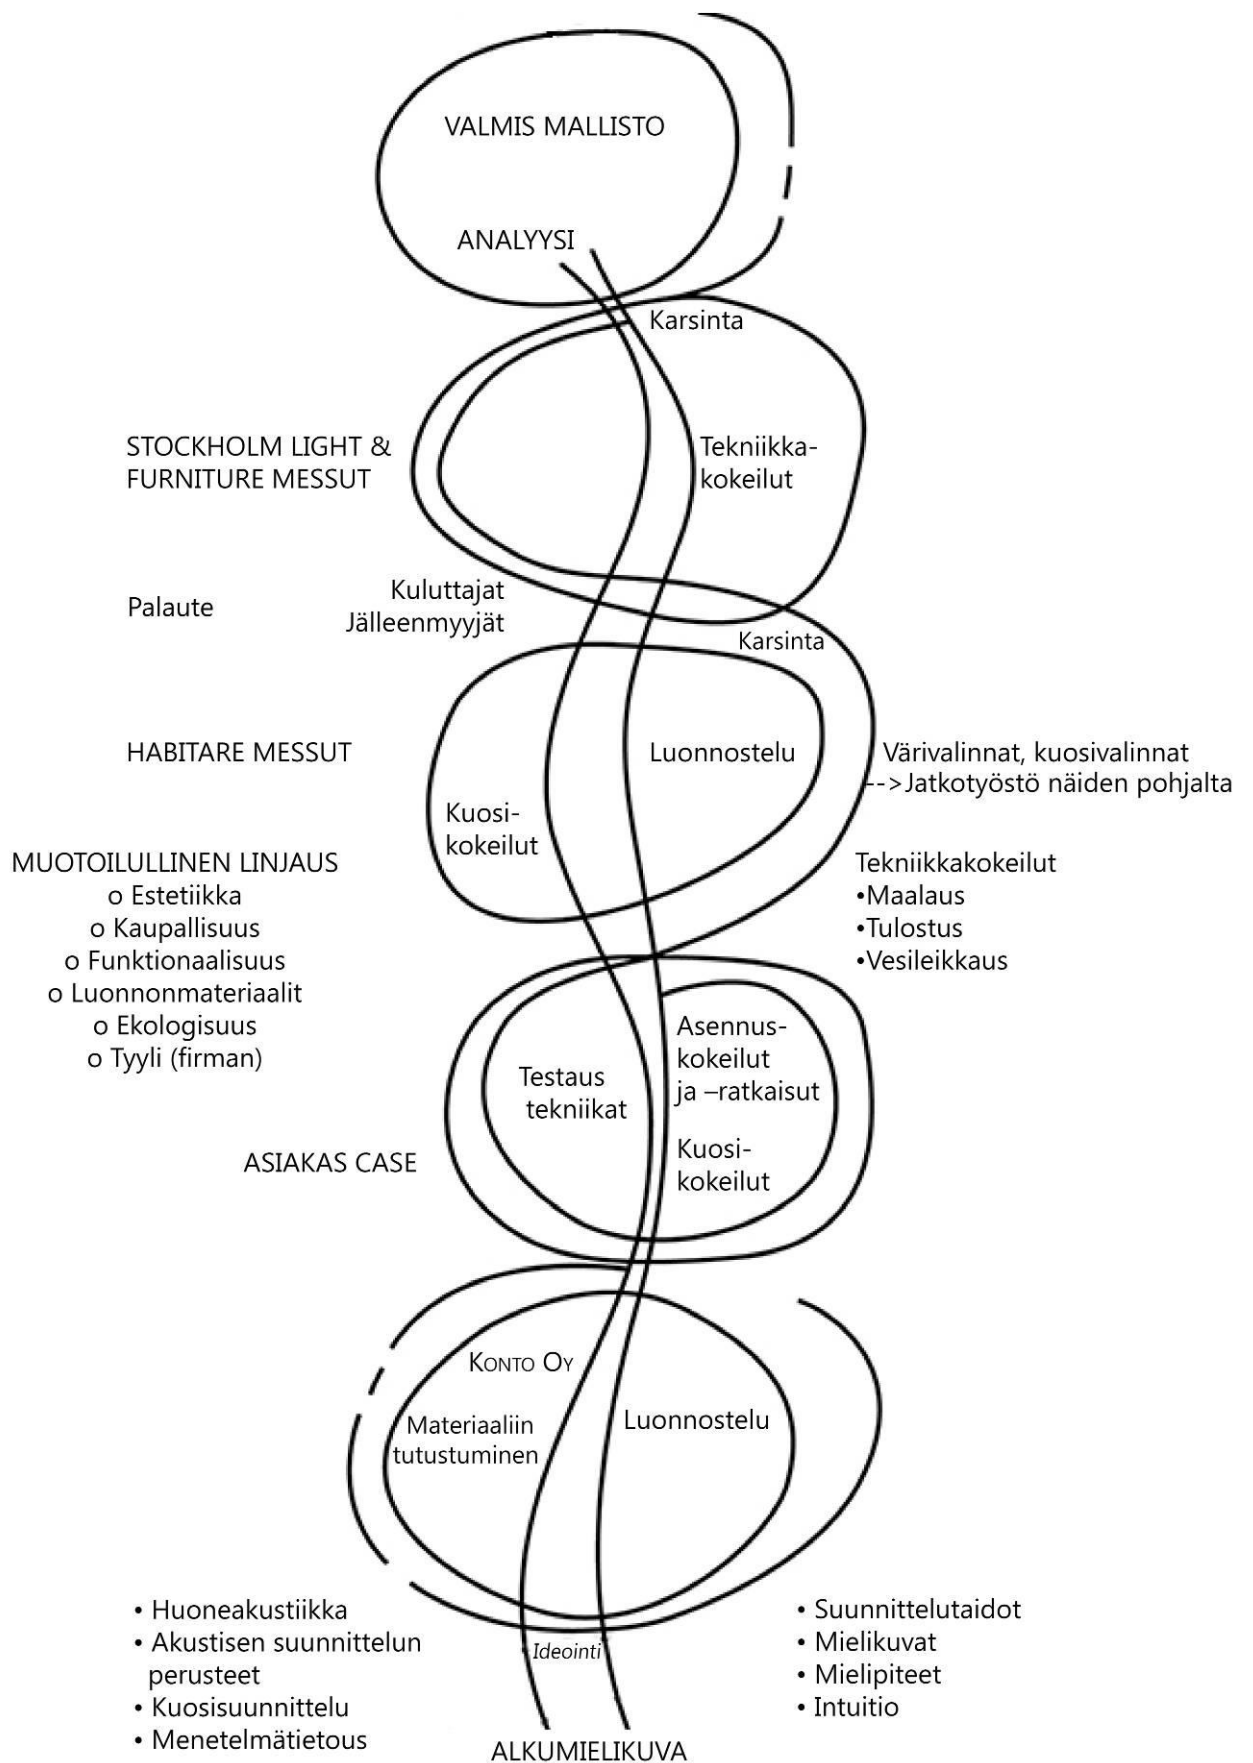 VALMIS MALLISTO
ANALYYSI
Karsinta
STOCKHOLM LIGHT &
FURNITURE MESSUT
Tekniikka-
kokeilut
Palaute
Kuluttajat
Jälleenmyyjät
Karsinta
HABITARE MESSUT
Luonnostelu
Värivalinnat, kuosivalinnat
-->Jatkotyöstö näiden pohjalta
Kuosi-
kokeilut
MUOTOILULLINEN LINJAUS
o Estetiikka
o Kaupallisuus
o Funktionaalisuus
o Luonnonmateriaalit
o Ekologisuus
o Tyyli (firman)
Tekniikkakokeilut
•Maalaus
•Tulostus
•Vesileikkaus
Testaus
tekniikat
Asennus-
kokeilut
ja –ratkaisut
Kuosi-
kokeilut
ASIAKAS CASE
KONTO OY
Materiaaliin
tutustuminen
Luonnostelu
• Huoneakustiikka
• Akustisen suunnittelun
perusteet
• Kuosisuunnittelu
• Menetelmätietous
Ideointi
• Suunnittelutaidot
• Mielikuvat
• Mielipiteet
• Intuitio
ALKUMIELIKUVA